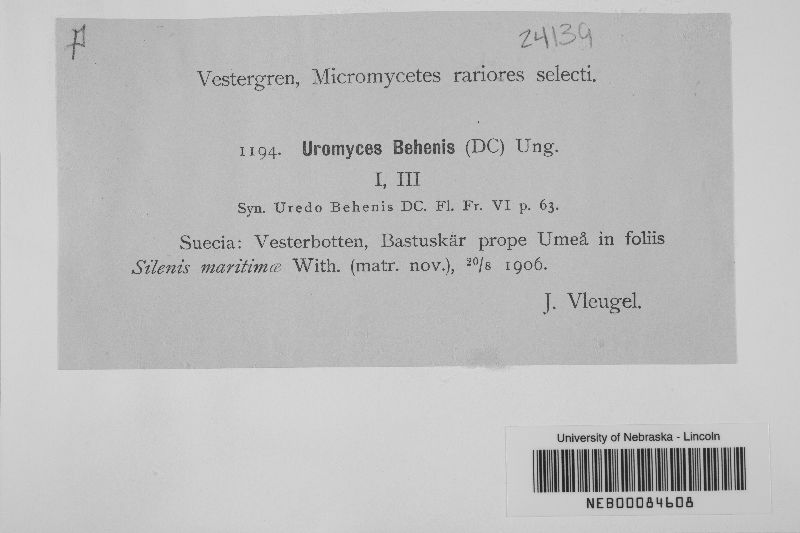 24139
Vestergren, Micromycetes rariores selecti.
1194. Uromyces Behenis (DC) Ung.
I, III
Syn. Uredo Behenis DC. Fl. Fr. VI p. 63.
Suecia: Vesterbotten, Bastuskär prope Umeå in foliis
Silenis maritimæ With. (matr. nov.), 20/8 1906.
J. Vleugel.
University of Nebraska - Lincoln
NEB00084608